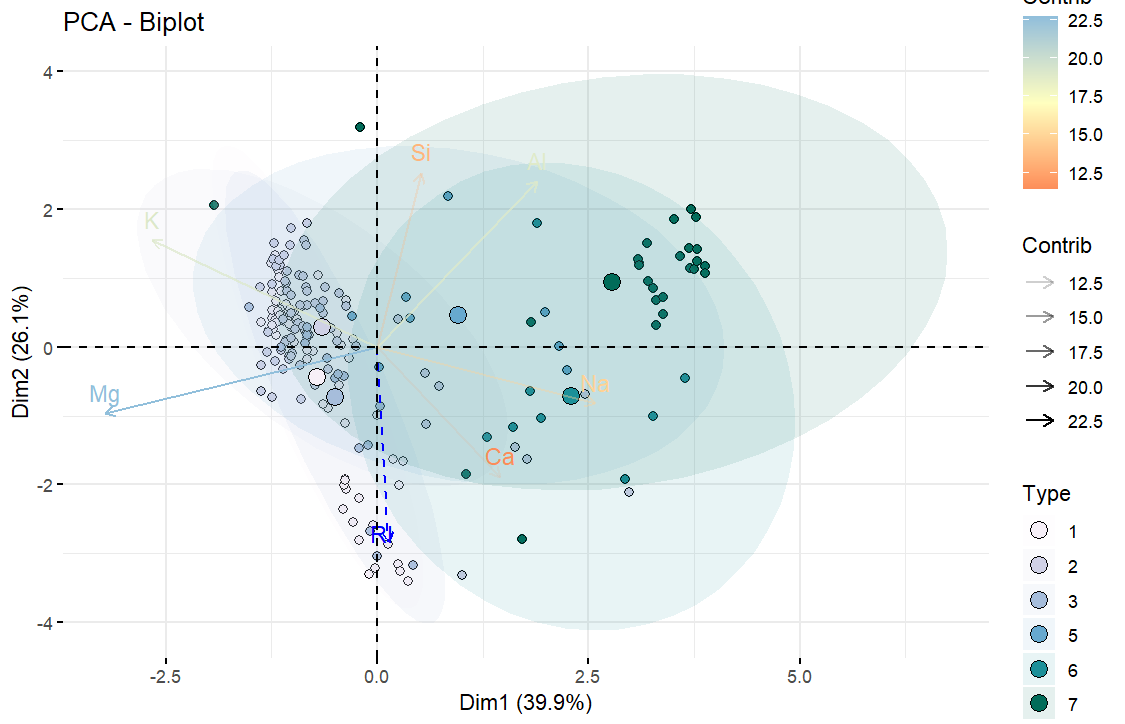 PCA - Biplot
Contrib
22.5
20.0
17.5
15.0
12.5
Contrib
12.5
15.0
17.5
20.0
22.5
Type
1
2
3
5
6
7
4
2
0
-2
-4
Dim2 (26.1%)
Si
Al
K
Mg
Na
Ca
RI
-2.5
0.0
2.5
5.0
Dim1 (39.9%)